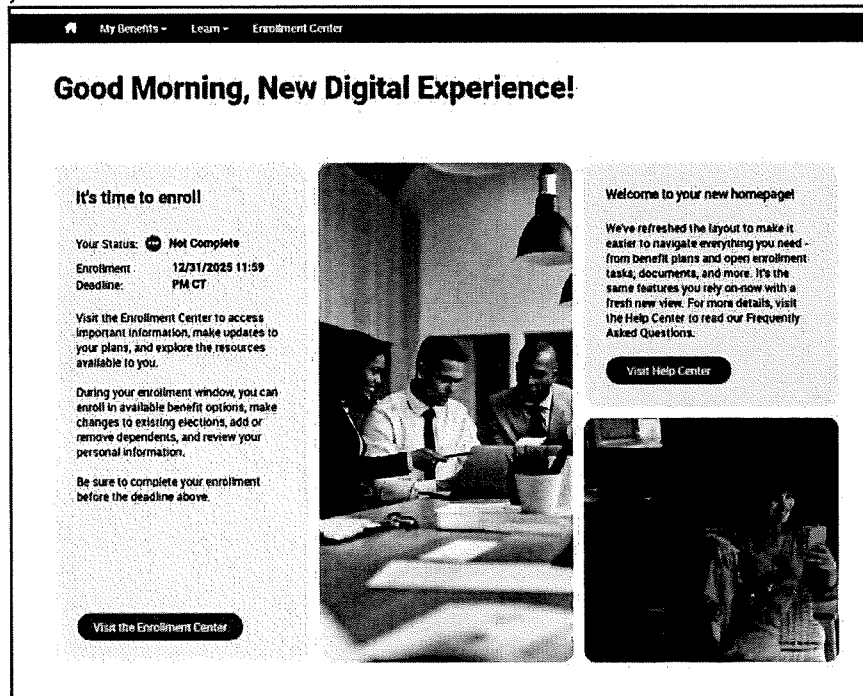 My Benefits Learn Enrollment Center
Good Morning, New Digital Experience!
It's time to enroll
Your Status: Not Complete
Enrollment 12/31/2025 11:59
Deadline: PM CT
Visit the Enrollment Center to access
important information, make updates to
your plans, and explore the resources
available to you.
During your enrollment window, you can
enroll in available benefit options, make
changes to existing elections, add or
remove dependents, and review your
personal information.
Be sure to complete your enrollment
before the deadline above.
Visit the Enrollment Center
Welcome to your new homepage!
We've refreshed the layout to make it
easier to navigate everything you need -
from benefit plans and open enrollment
tasks, documents, and more. It's the
same features you rely on-now with a
fresh new view. For more details, visit
the Help Center to read our Frequently
Asked Questions.
Visit Help Center